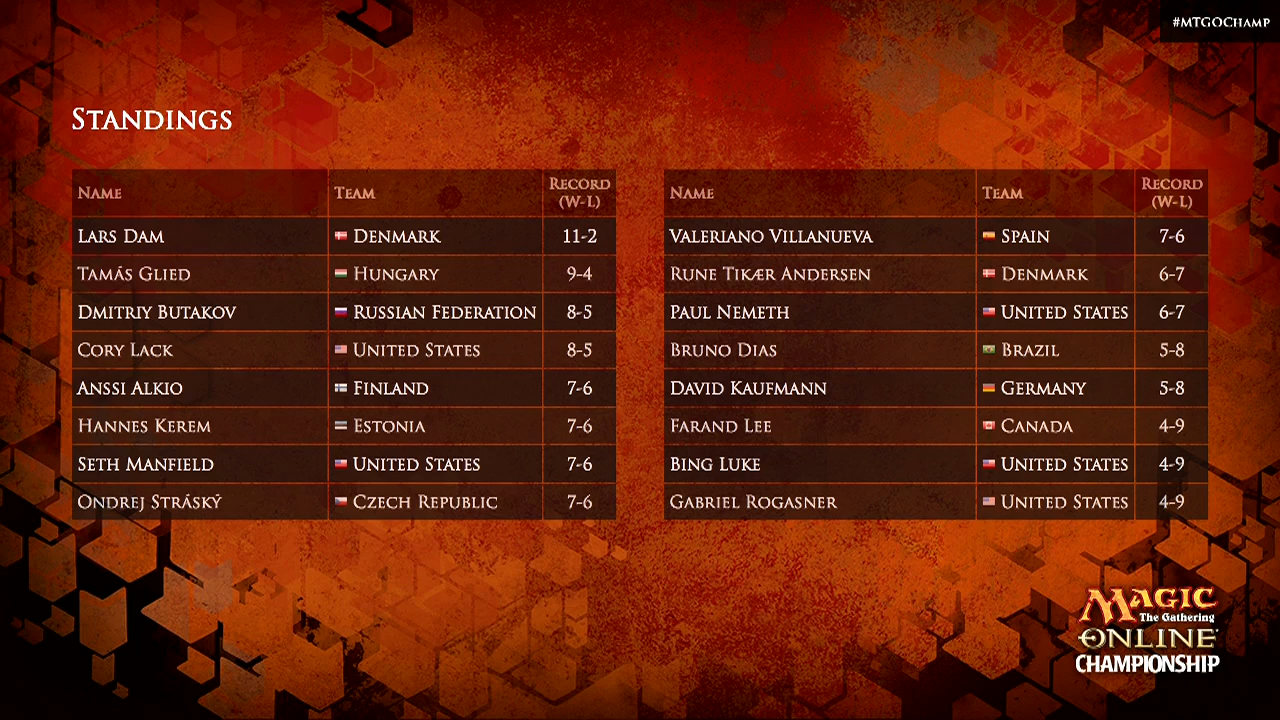 #MTGOChamp
Standings
Name Team Record (W-L)
Lars Dam Denmark 11-2
Tamás Glied Hungary 9-4
Dmitriy Butakov Russian Federation 8-5
Cory Lack United States 8-5
Anssi Alkio Finland 7-6
Hannes Kerem Estonia 7-6
Seth Manfield United States 7-6
Ondrej Stráský Czech Republic 7-6
Name Team Record (W-L)
Valeriano Villanueva Spain 7-6
Rune Tikær Andersen Denmark 6-7
Paul Nemeth United States 6-7
Bruno Dias Brazil 5-8
David Kaufmann Germany 5-8
Farand Lee Canada 4-9
Bing Luke United States 4-9
Gabriel Rogasner United States 4-9
Magic
The Gathering
Online
Championship